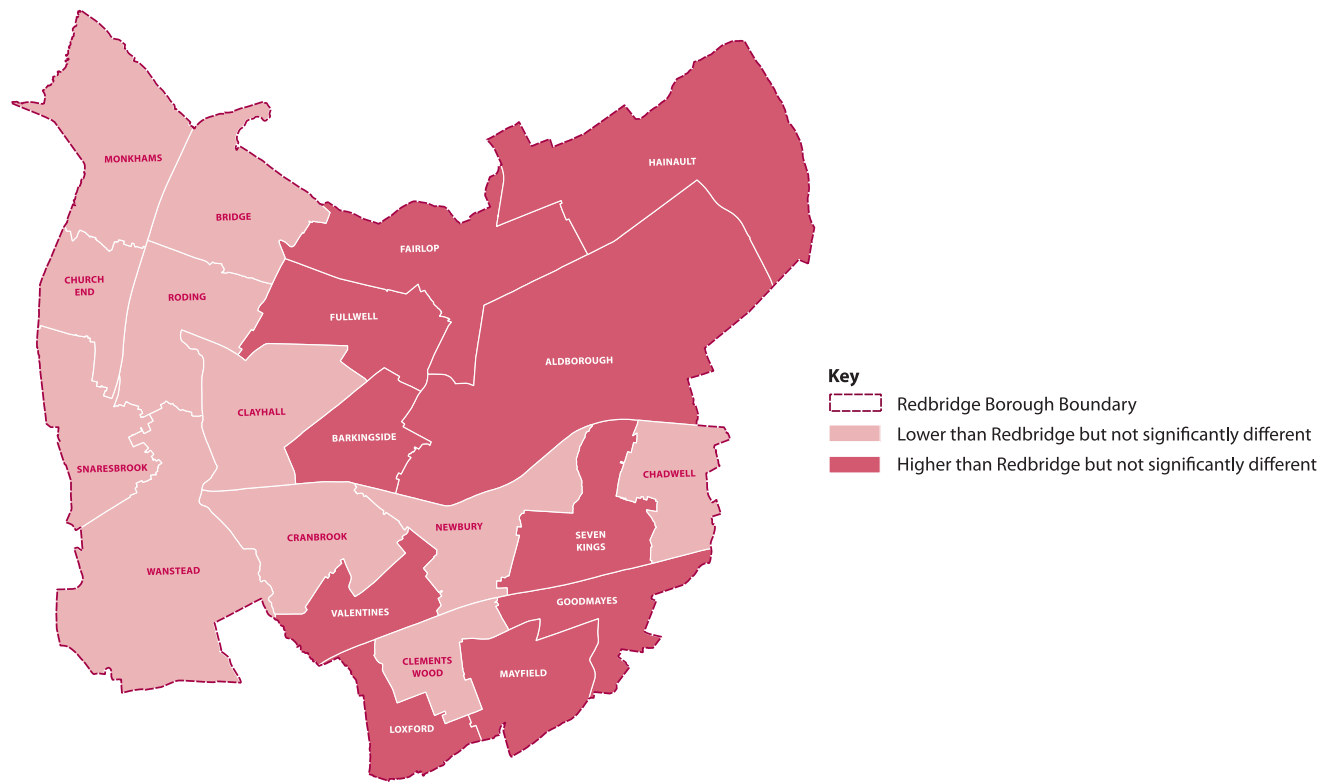 MONKHAMS
HAINAULT
BRIDGE
FAIRLOP
CHURCH
END
RODING
FULLWELL
ALDBOROUGH
CLAYHALL
BARKINGSIDE
SNARESBROOK
CHADWELL
NEWBURY
CRANBROOK
SEVEN
KINGS
WANSTEAD
GOODMAYES
VALENTINES
CLEMENTS
WOOD
MAYFIELD
LOXFORD
Key
Redbridge Borough Boundary
Lower than Redbridge but not significantly different
Higher than Redbridge but not significantly different